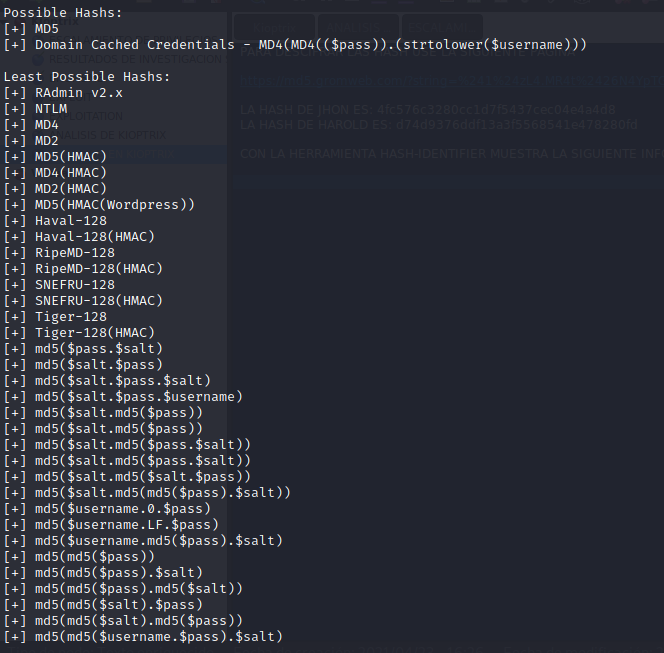 Possible Hashs:
[+] MD5
[+] Domain Cached Credentials - MD4(MD4(($pass)).(strtolower($username)))
RESULTADOS DE INVESTIGACIÓN
Least Possible Hashs:
[+] RAdmin v2.x
[+] NTLM
LA HASH DE JHON ES: 4fc576c3280cc1d7f5437cec04e4a4d8
[+] MD4
LA HASH DE HAROLD ES:
[+] MD2
[+] MD5(HMAC)
CON LA HERRAMIENTA HASH-IDENTIFIER MUESTRA LA SIGUIENTE
[+] MD4(HMAC)
[+] MD2(HMAC)
[+] MD5(HMAC(Wordpress))
[+] Haval-128
[+] Haval-128(HMAC)
[+] RipeMD-128
[+] RipeMD-128(HMAC)
[+] SNEFRU-128
[+] SNEFRU-128(HMAC)
[+] Tiger-128
[+] Tiger-128(HMAC)
[+] md5($pass.$salt)
[+] md5($salt.$pass)
[+] md5($salt.$pass.$salt)
[+] md5($salt.$pass.$username)
[+] md5($salt.md5($pass))
[+] md5($salt.md5($pass))
[+] md5($salt.md5($pass.$salt))
[+] md5($salt.md5($pass.$salt))
[+] md5($salt.md5($salt.$pass))
[+] md5($salt.md5(md5($pass).$salt))
[+] md5($username.0.$pass)
[+] md5($username.LF.$pass)
[+] md5($username.md5($pass).$salt)
[+] md5(md5($pass))
[+] md5(md5($pass).$salt)
[+] md5(md5($pass).md5($salt))
[+] md5(md5($salt).$pass)
[+] md5(md5($salt).md5($pass))
[+] md5(md5($username.$pass).$salt)